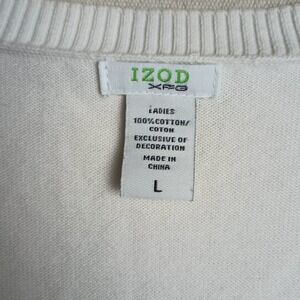 IZOD
XFG
LADIES
100%COTTON/
COTON
EXCLUSIVE OF
DECORATION
MADE IN
CHINA
L